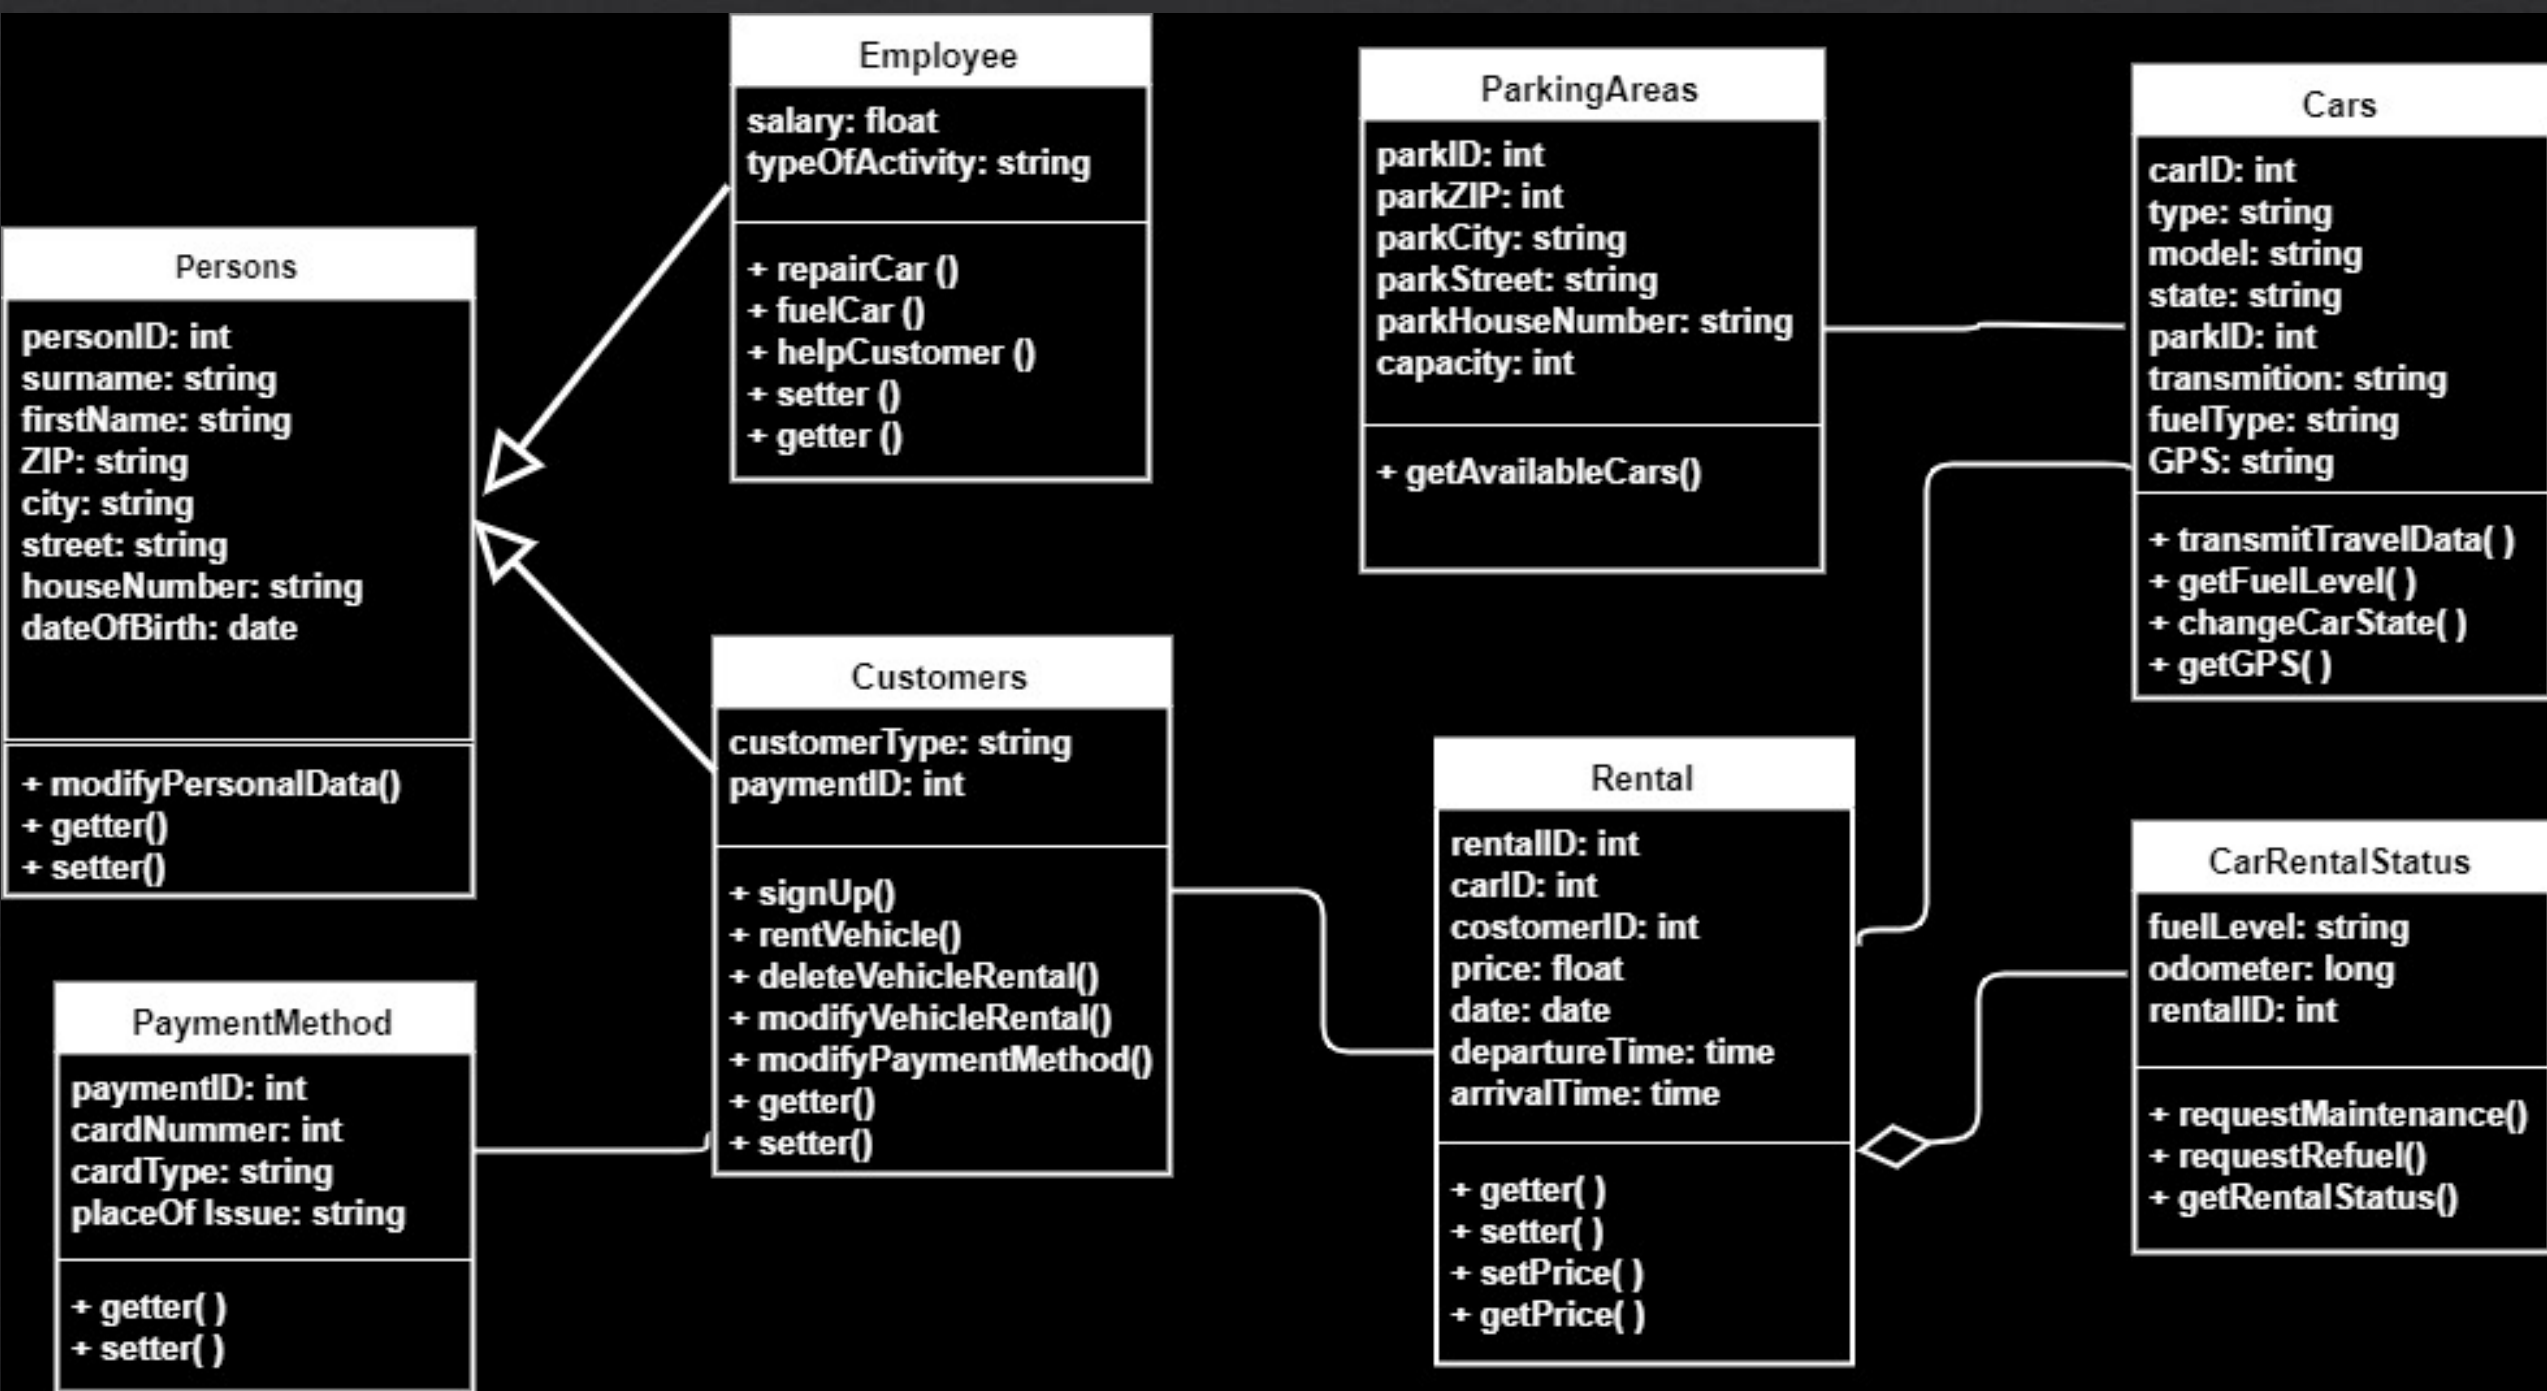 Employee
salary: float
typeOfActivity: string
+ repairCar ()
+ fuelCar ()
+ helpCustomer ()
+ setter ()
+ getter ()
ParkingAreas
parkID: int
parkZIP: int
parkCity: string
parkStreet: string
parkHouseNumber: string
capacity: int
+ getAvailableCars()
Cars
carID: int
type: string
model: string
state: string
parkID: int
transmition: string
fuelType: string
GPS: string
+ transmitTravelData( )
+ getFuelLevel( )
+ changeCarState( )
+ getGPS( )
Persons
personID: int
surname: string
firstName: string
ZIP: string
city: string
street: string
houseNumber: string
dateOfBirth: date
+ modifyPersonalData()
+ getter()
+ setter()
Customers
customerType: string
paymentID: int
+ signUp()
+ rentVehicle()
+ deleteVehicleRental()
+ modifyVehicleRental()
+ modifyPaymentMethod()
+ getter()
+ setter()
Rental
rentalID: int
carID: int
costomerID: int
price: float
date: date
departureTime: time
arrivalTime: time
+ getter( )
+ setter( )
+ setPrice( )
+ getPrice( )
CarRentalStatus
fuelLevel: string
odometer: long
rentalID: int
+ requestMaintenance()
+ requestRefuel()
+ getRentalStatus()
PaymentMethod
paymentID: int
cardNummer: int
cardType: string
placeOf Issue: string
+ getter( )
+ setter( )